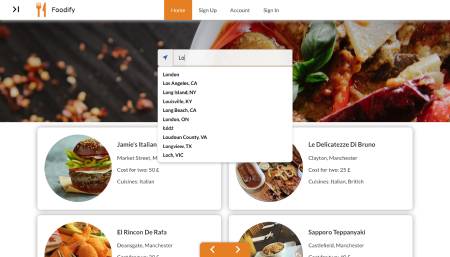 Foodify
Home
Sign Up
Account
Sign In
Lo
London
Los Angeles, CA
Long Island, NY
Louisville, KY
Long Beach, CA
London, ON
Łódź
Loudoun County, VA
Longview, TX
Loch, VIC
Jamie's Italian
Market Street, M
Cost for two: 50 £
Cuisines: Italian
Le Delicatezze Di Bruno
Clayton, Manchester
Cost for two: 25 £
Cuisines: Italian, British
El Rincon De Rafa
Deansgate, Manchester
Sapporo Teppanyaki
Castlefield, Manchester